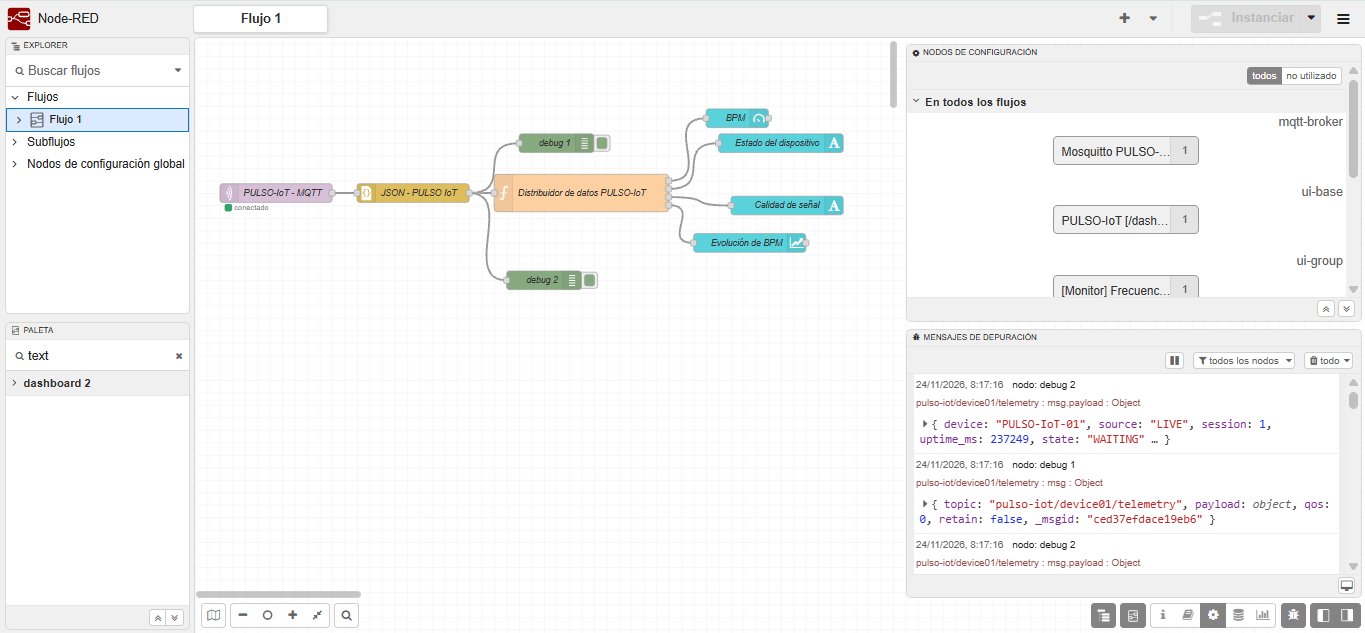 Node-RED
Flujo 1
Instanciar
EXPLORER
Buscar flujos
Flujos
Flujo 1
Subflujos
Nodos de configuración global
PALETA
text
dashboard 2
PULSO-IoT - MQTT
conectado
JSON - PULSO IoT
debug 1
Distribuidor de datos PULSO-IoT
debug 2
BPM
Estado del dispositivo
Calidad de señal
Evolución de BPM
NODOS DE CONFIGURACIÓN
todos no utilizado
En todos los flujos
mqtt-broker
Mosquitto PULSO-... 1
ui-base
PULSO-IoT [/dash... 1
ui-group
[Monitor] Frecuenc... 1
MENSAJES DE DEPURACIÓN
todos los nodos todo
24/11/2026, 8:17:16 nodo: debug 2
pulso-iot/device01/telemetry : msg.payload : Object
{ device: "PULSO-IoT-01", source: "LIVE", session: 1,
uptime_ms: 237249, state: "WAITING" … }
24/11/2026, 8:17:16 nodo: debug 1
pulso-iot/device01/telemetry : msg : Object
{ topic: "pulso-iot/device01/telemetry", payload: object, qos:
0, retain: false, _msgid: "ced37efdace19eb6" }
24/11/2026, 8:17:16 nodo: debug 2
pulso-iot/device01/telemetry : msg.payload : Object